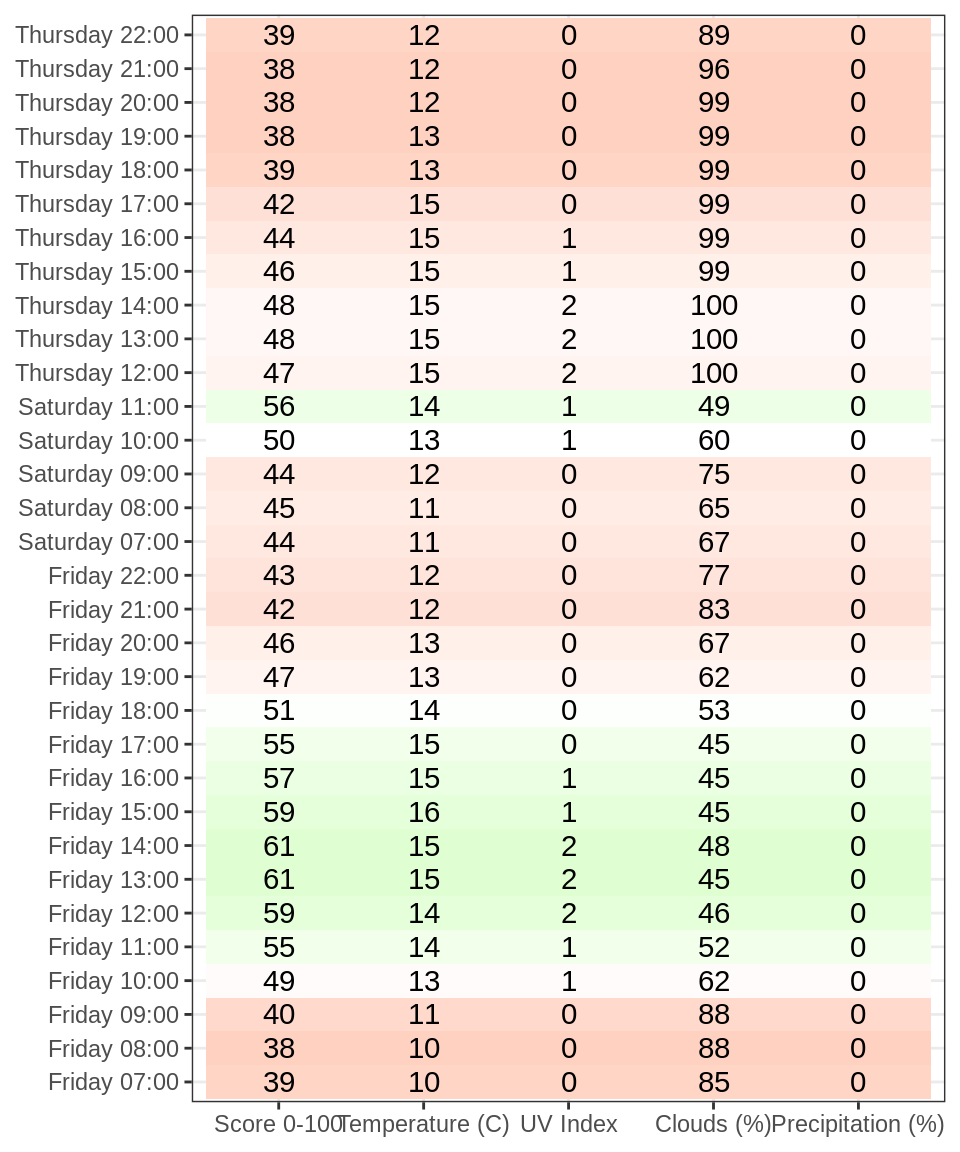 Thursday 22:00 39 12 0 89 0
Thursday 21:00 38 12 0 96 0
Thursday 20:00 38 12 0 99 0
Thursday 19:00 38 13 0 99 0
Thursday 18:00 39 13 0 99 0
Thursday 17:00 42 15 0 99 0
Thursday 16:00 44 15 1 99 0
Thursday 15:00 46 15 1 99 0
Thursday 14:00 48 15 2 100 0
Thursday 13:00 48 15 2 100 0
Thursday 12:00 47 15 2 100 0
Saturday 11:00 56 14 1 49 0
Saturday 10:00 50 13 1 60 0
Saturday 09:00 44 12 0 75 0
Saturday 08:00 45 11 0 65 0
Saturday 07:00 44 11 0 67 0
Friday 22:00 43 12 0 77 0
Friday 21:00 42 12 0 83 0
Friday 20:00 46 13 0 67 0
Friday 19:00 47 13 0 62 0
Friday 18:00 51 14 0 53 0
Friday 17:00 55 15 0 45 0
Friday 16:00 57 15 1 45 0
Friday 15:00 59 16 1 45 0
Friday 14:00 61 15 2 48 0
Friday 13:00 61 15 2 45 0
Friday 12:00 59 14 2 46 0
Friday 11:00 55 14 1 52 0
Friday 10:00 49 13 1 62 0
Friday 09:00 40 11 0 88 0
Friday 08:00 38 10 0 88 0
Friday 07:00 39 10 0 85 0
Score 0-100 Temperature (C) UV Index Clouds (%) Precipitation (%)